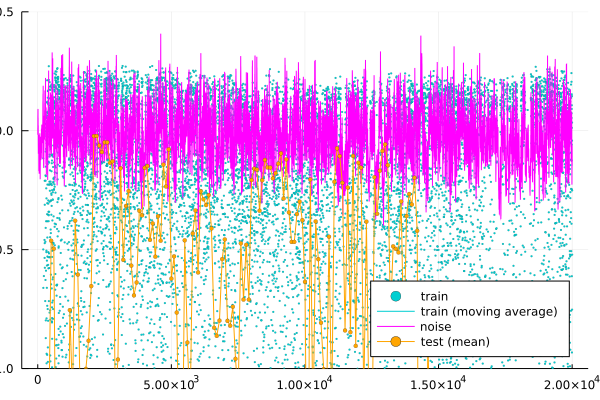 0.5
0.0
0.5
1.0
train
train (moving average)
noise
test (mean)
0
5.00×10³
1.00×10⁴
1.50×10⁴
2.00×10⁴